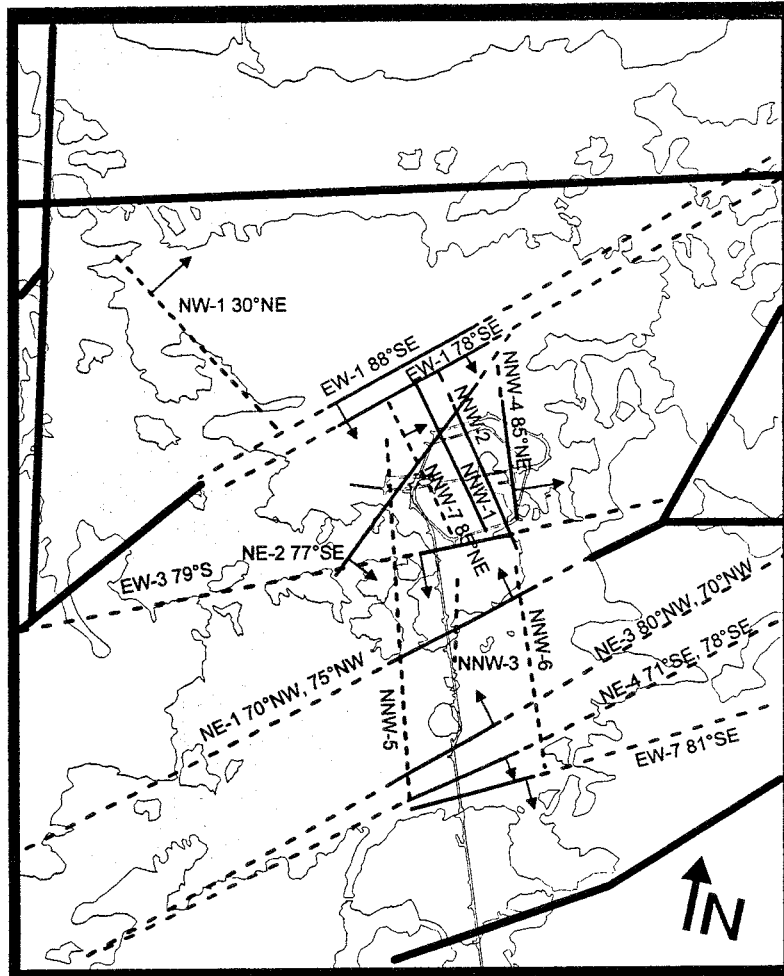 NW-1 30°NE
EW-1 88°SE
EW-1 78°SE
NNW-4 85°NE
NNW-2
NNW-1
NNW-7 85°NE
NE-2 77°SE
EW-3 79°S
NE-1 70°NW, 75°NW
NNW-5
NNW-3
NNW-6
NE-3 80°NW, 70°NW
NE-4 71°SE, 78°SE
EW-7 81°SE
N